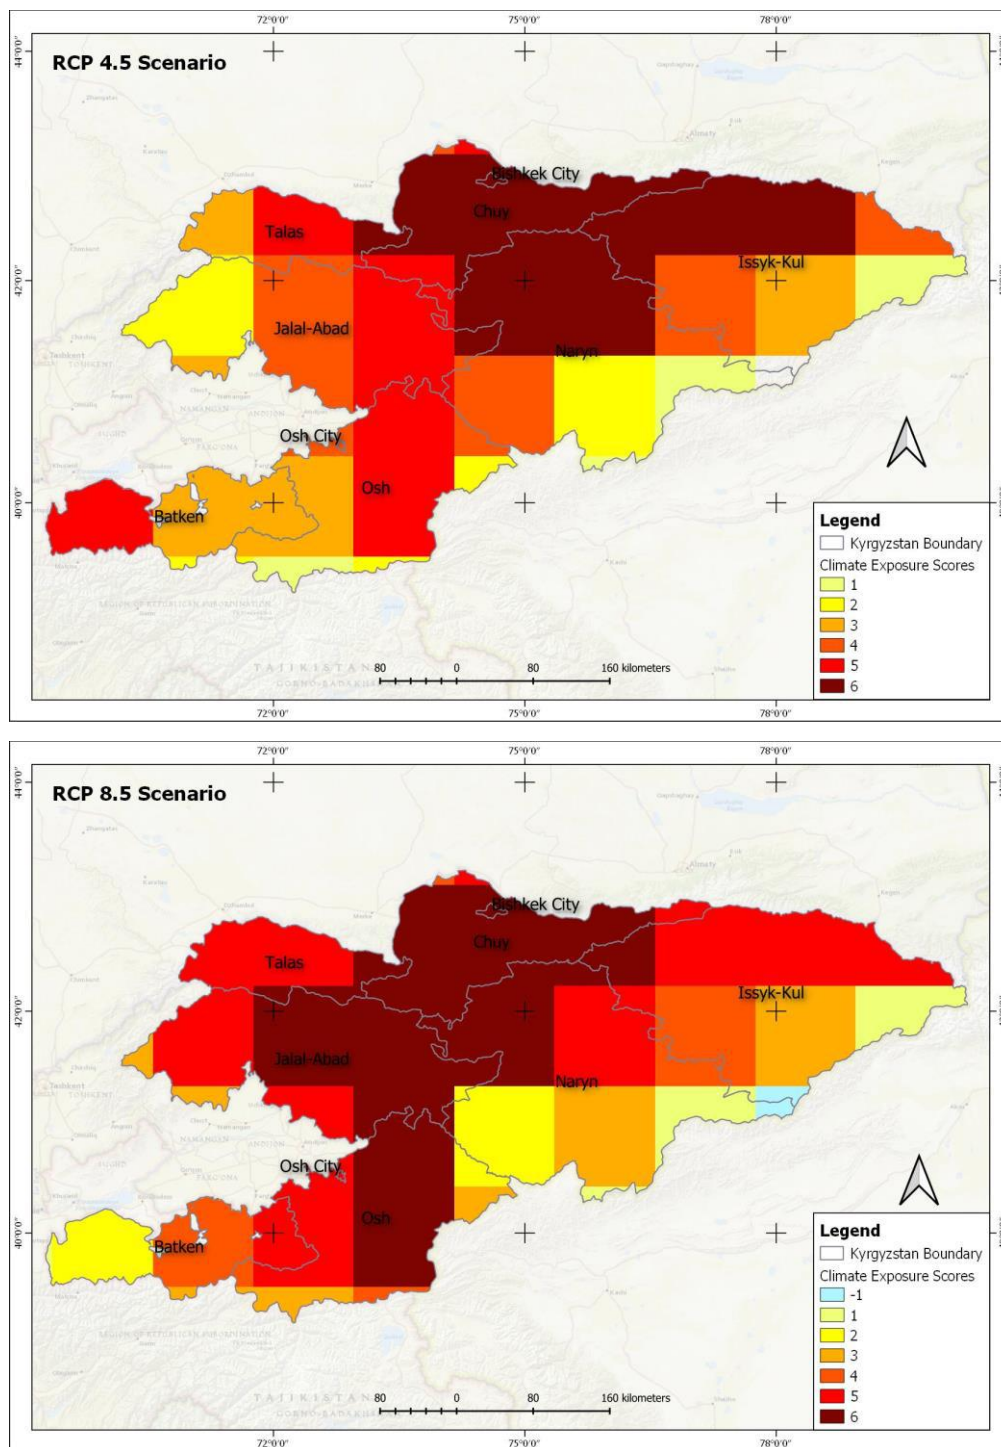 72°0'0" 75°0'0" 78°0'0"
RCP 4.5 Scenario
44°0'0"
Bishkek City
Chuy
Talas
Issyk-Kul
42°0'0"
Jalal-Abad
Naryn
Osh City
Osh
40°0'0"
Batken
TAJIKISTAN
80 0 80 160 kilometers
Legend
Kyrgyzstan Boundary
Climate Exposure Scores
1
2
3
4
5
6
72°0'0" 75°0'0" 78°0'0"
72°0'0" 75°0'0" 78°0'0"
RCP 8.5 Scenario
44°0'0"
Bishkek City
Chuy
Talas
Issyk-Kul
42°0'0"
Jalal-Abad
Naryn
Osh City
Osh
40°0'0"
Batken
TAJIKISTAN
80 0 80 160 kilometers
Legend
Kyrgyzstan Boundary
Climate Exposure Scores
-1
1
2
3
4
5
6
72°0'0" 75°0'0" 78°0'0"